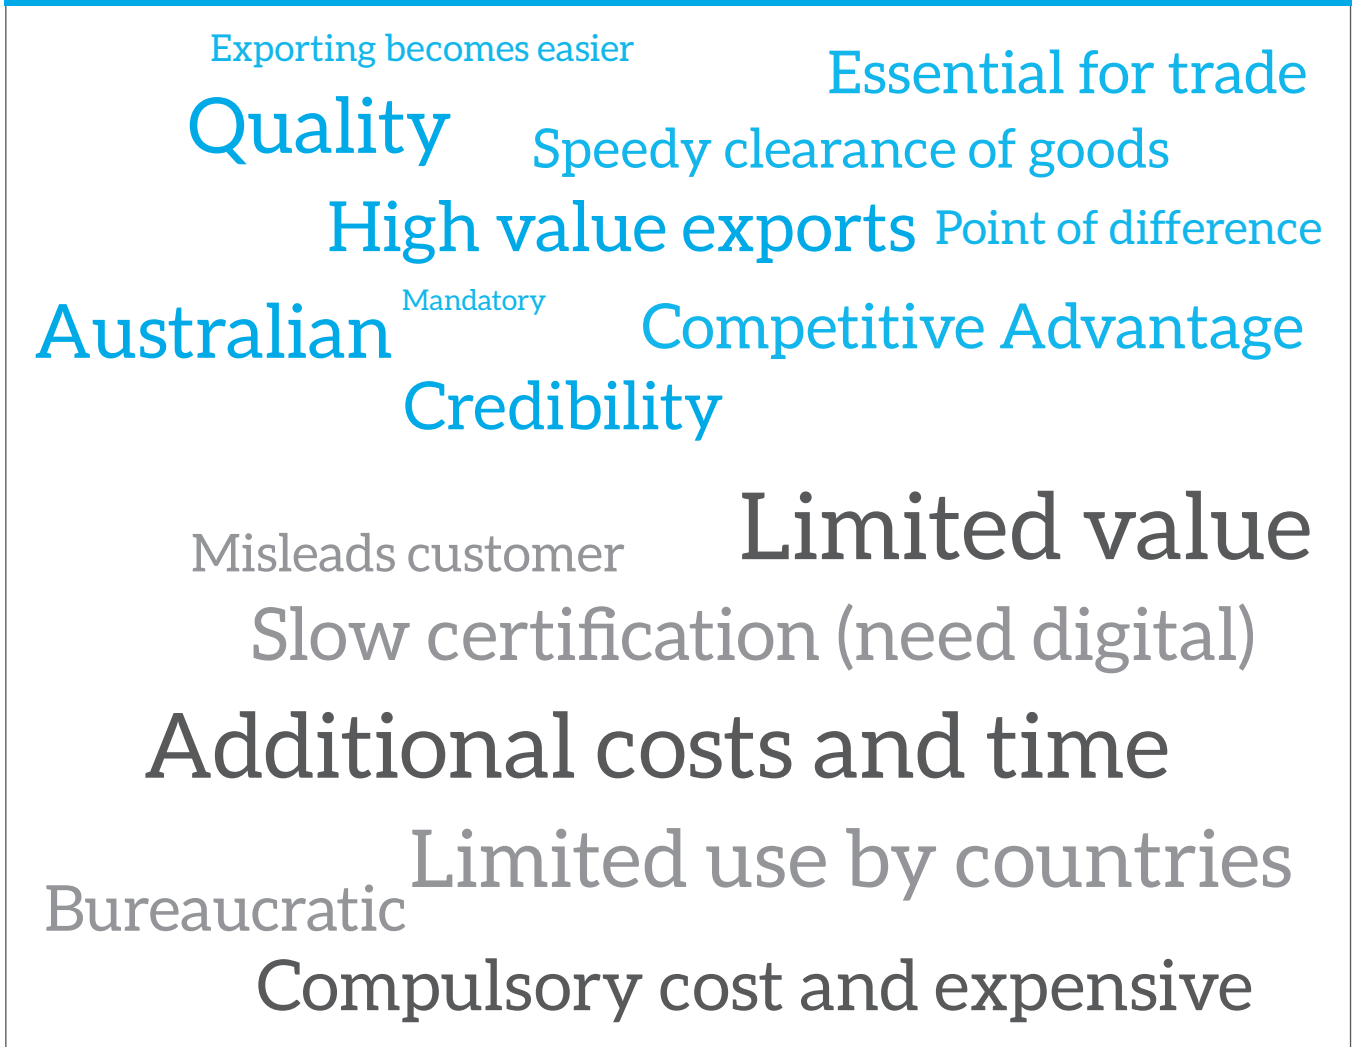 Exporting becomes easier
Essential for trade
Quality
Speedy clearance of goods
High value exports
Point of difference
Mandatory
Australian
Competitive Advantage
Credibility
Limited value
Misleads customer
Slow certification (need digital)
Additional costs and time
Limited use by countries
Bureaucratic
Compulsory cost and expensive